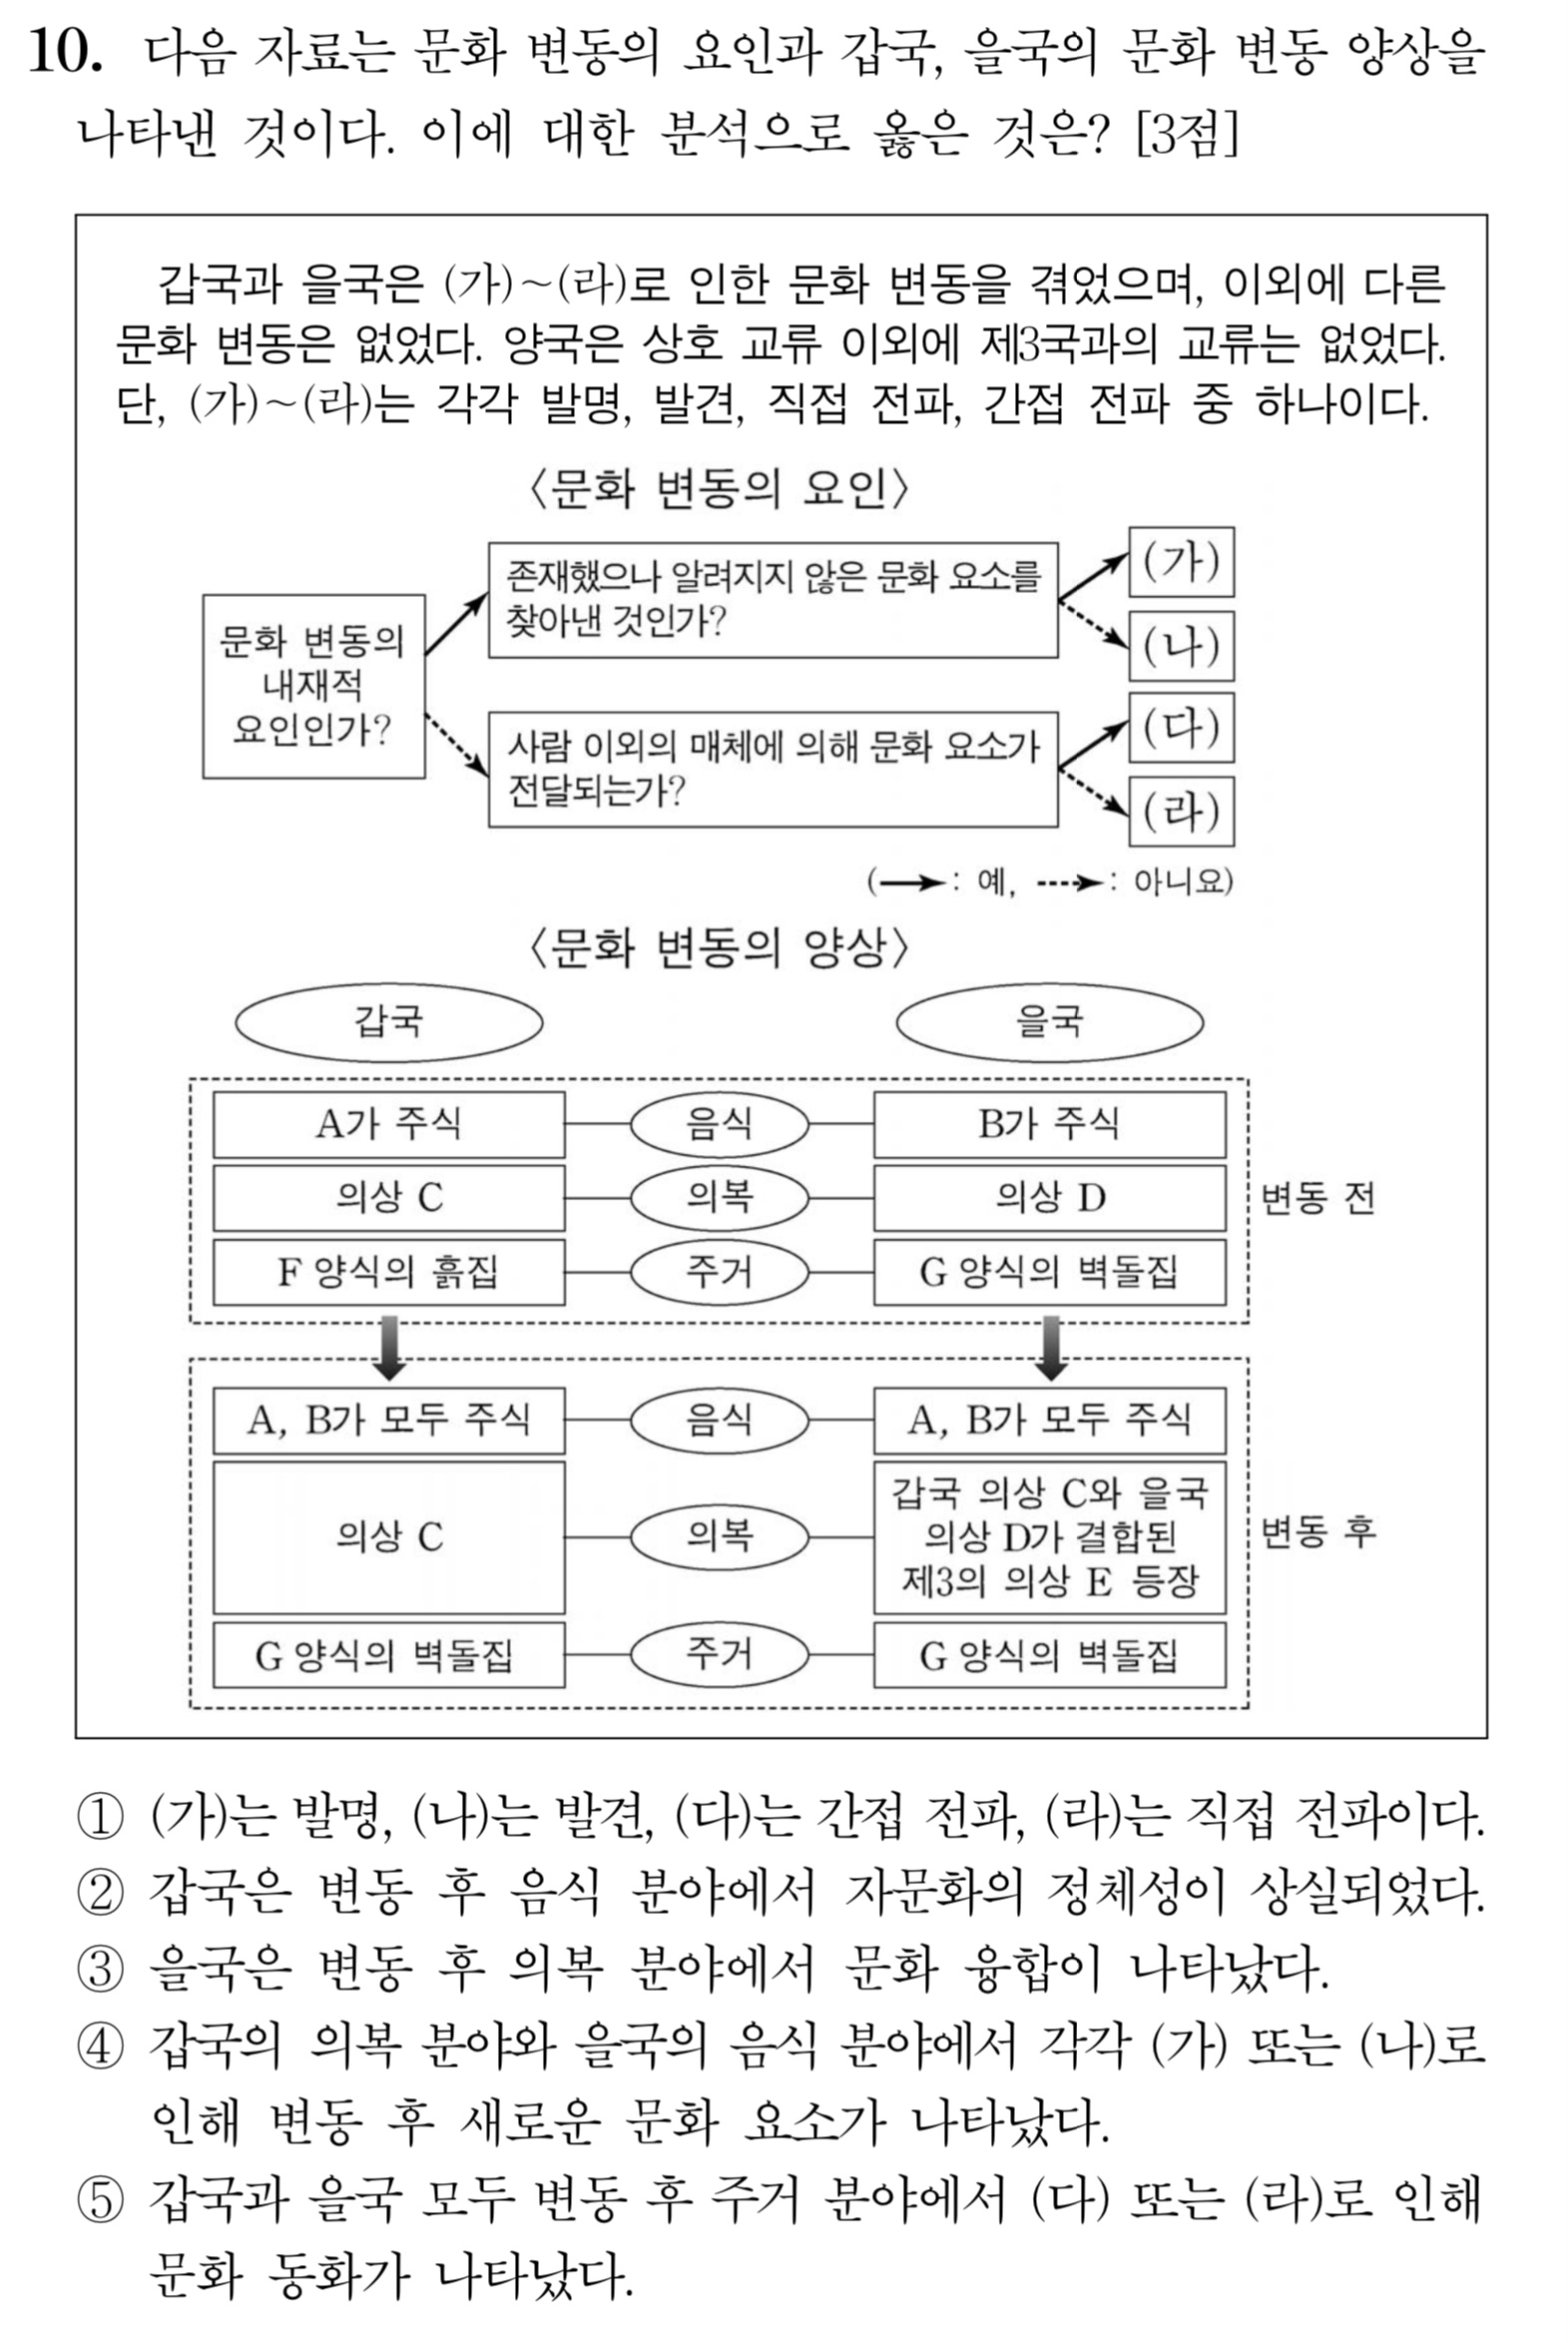 10. 다음 자료는 문화 변동의 요인과 갑국, 을국의 문화 변동 양상을
나타낸 것이다. 이에 대한 분석으로 옳은 것은? [3점]
갑국과 을국은 (가)~(라)로 인한 문화 변동을 겪었으며, 이외에 다른
문화 변동은 없었다. 양국은 상호 교류 이외에 제3국과의 교류는 없었다.
단, (가)~(라)는 각각 발명, 발견, 직접 전파, 간접 전파 중 하나이다.
〈문화 변동의 요인〉
문화 변동의
내재적
요인인가?
존재했으나 알려지지 않은 문화 요소를
찾아낸 것인가?
(가)
(나)
사람 이외의 매체에 의해 문화 요소가
전달되는가?
(다)
(라)
(→: 예, ⇢: 아니요)
〈문화 변동의 양상〉
갑국
을국
A가 주식 음식 B가 주식
의상 C 의복 의상 D
F 양식의 흙집 주거 G 양식의 벽돌집
변동 전
A, B가 모두 주식 음식 A, B가 모두 주식
의상 C 의복
갑국 의상 C와 을국
의상 D가 결합된
제3의 의상 E 등장
변동 후
G 양식의 벽돌집 주거 G 양식의 벽돌집
① (가)는 발명, (나)는 발견, (다)는 간접 전파, (라)는 직접 전파이다.
② 갑국은 변동 후 음식 분야에서 자문화의 정체성이 상실되었다.
③ 을국은 변동 후 의복 분야에서 문화 융합이 나타났다.
④ 갑국의 의복 분야와 을국의 음식 분야에서 각각 (가) 또는 (나)로
인해 변동 후 새로운 문화 요소가 나타났다.
⑤ 갑국과 을국 모두 변동 후 주거 분야에서 (다) 또는 (라)로 인해
문화 동화가 나타났다.